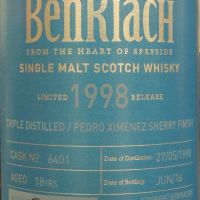 BENRIACH
FROM THE HEART OF SPEYSIDE
SINGLE MALT SCOTCH WHISKY
LIMITED 1998 RELEASE
TRIPLE DISTILLED / PEDRO XIMENEZ SHERRY FINISH
CASK Nº 6401
Date of Distillation: 27/05/1998
AGED 18YRS
Date of Bottling: JUN/16